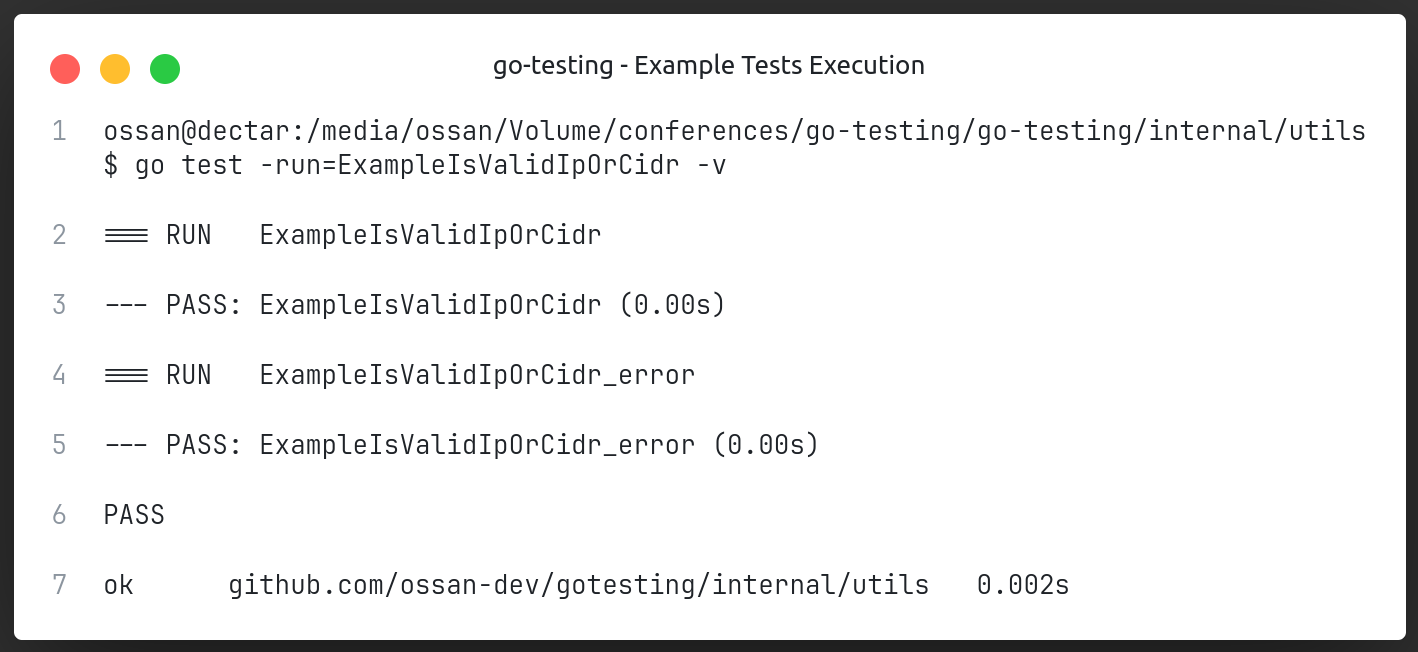 go-testing - Example Tests Execution
1 ossan@dectar:/media/ossan/Volume/conferences/go-testing/go-testing/internal/utils
$ go test -run=ExampleIsValidIpOrCidr -v
2 === RUN   ExampleIsValidIpOrCidr
3 --- PASS: ExampleIsValidIpOrCidr (0.00s)
4 === RUN   ExampleIsValidIpOrCidr_error
5 --- PASS: ExampleIsValidIpOrCidr_error (0.00s)
6 PASS
7 ok      github.com/ossan-dev/gotesting/internal/utils   0.002s